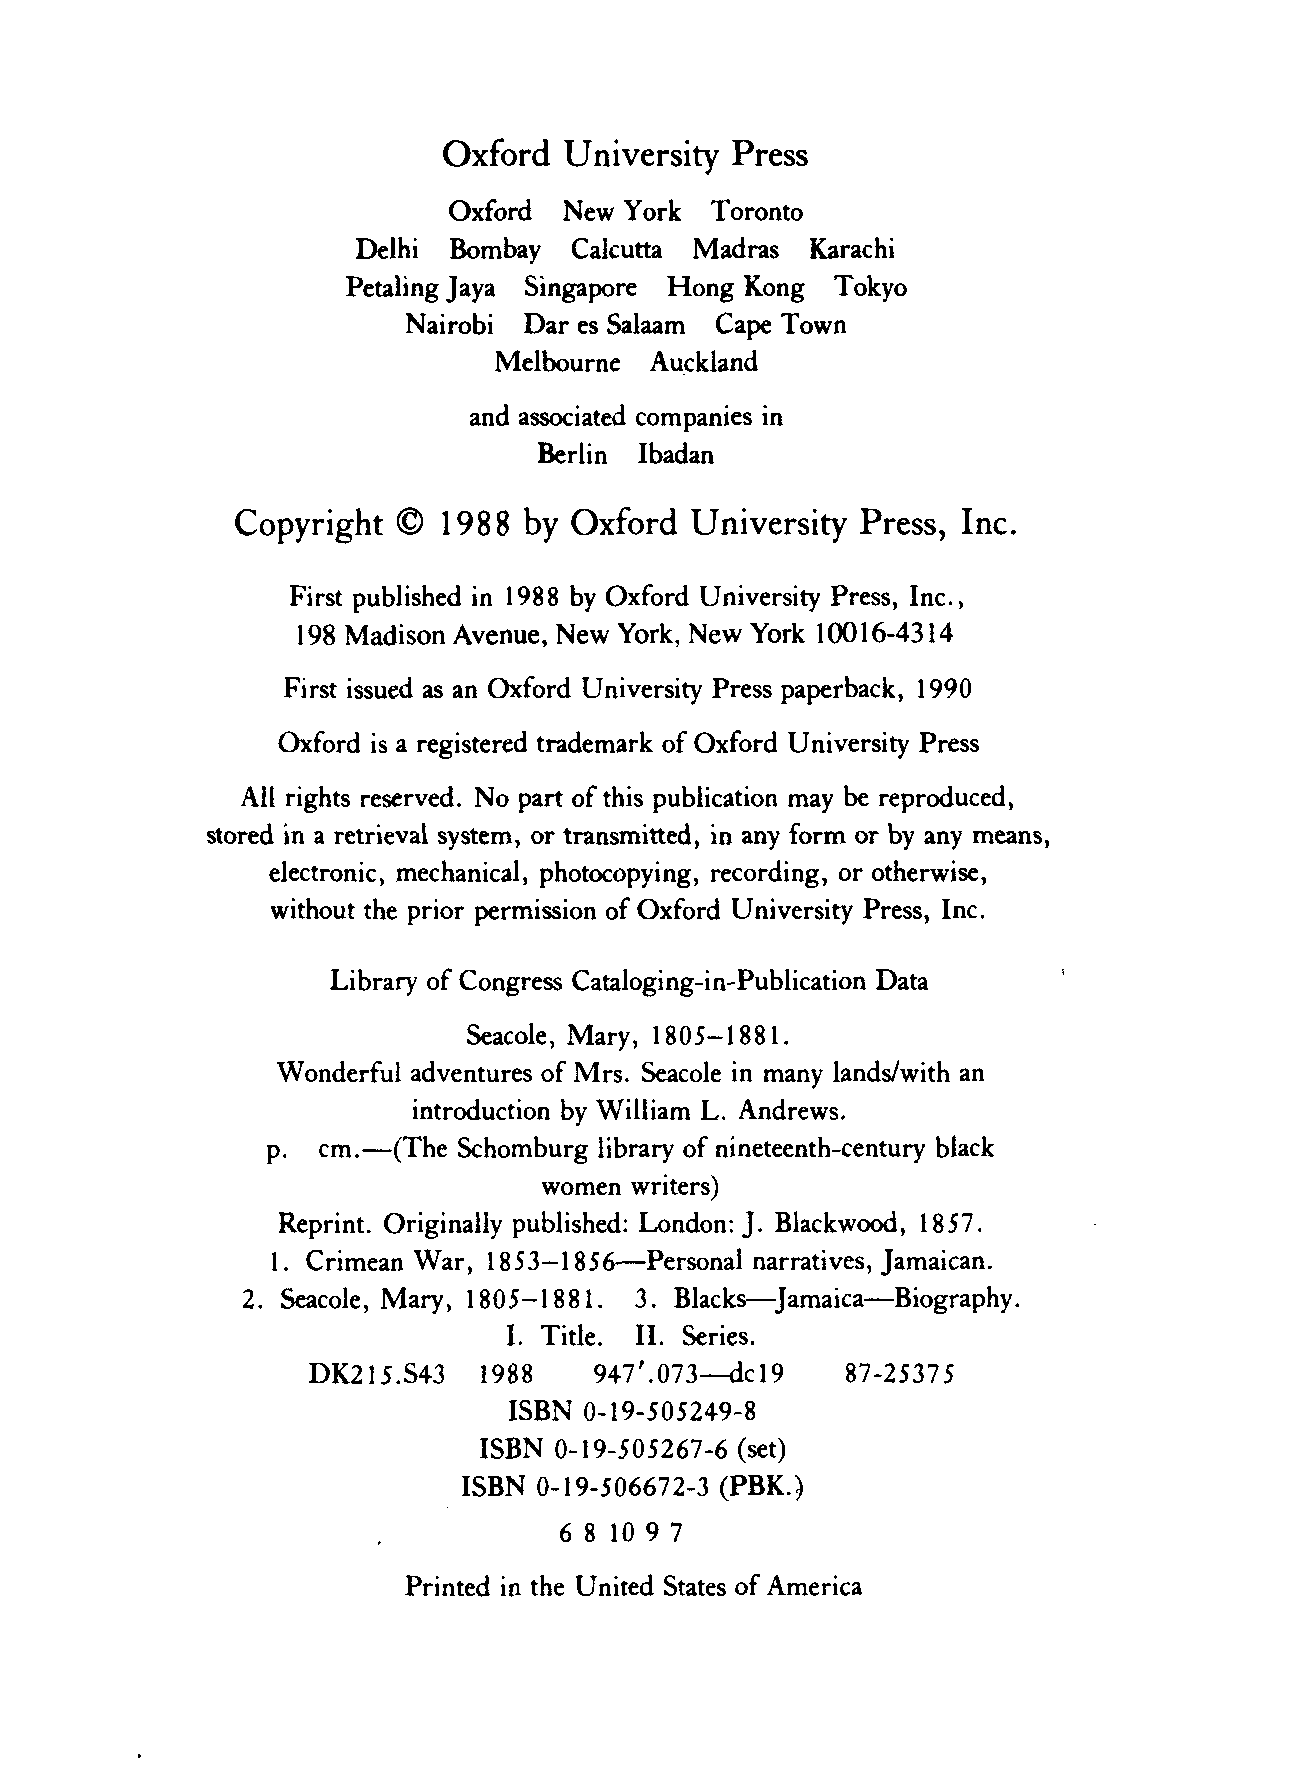 Oxford University Press
Oxford New York Toronto
Delhi Bombay Calcutta Madras Karachi
Petaling Jaya Singapore Hong Kong Tokyo
Nairobi Dar es Salaam Cape Town
Melbourne Auckland
and associated companies in
Berlin Ibadan
Copyright © 1988 by Oxford University Press, Inc.
First published in 1988 by Oxford University Press, Inc.,
198 Madison Avenue, New York, New York 10016-4314
First issued as an Oxford University Press paperback, 1990
Oxford is a registered trademark of Oxford University Press
All rights reserved. No part of this publication may be reproduced,
stored in a retrieval system, or transmitted, in any form or by any means,
electronic, mechanical, photocopying, recording, or otherwise,
without the prior permission of Oxford University Press, Inc.
Library of Congress Cataloging-in-Publication Data
Seacole, Mary, 1805–1881.
Wonderful adventures of Mrs. Seacole in many lands/with an
introduction by William L. Andrews.
p. cm.—(The Schomburg library of nineteenth-century black
women writers)
Reprint. Originally published: London: J. Blackwood, 1857.
1. Crimean War, 1853–1856—Personal narratives, Jamaican.
2. Seacole, Mary, 1805–1881. 3. Blacks—Jamaica—Biography.
I. Title. II. Series.
DK215.S43 1988 947′.073—dc19 87-25375
ISBN 0-19-505249-8
ISBN 0-19-505267-6 (set)
ISBN 0-19-506672-3 (PBK.)
6 8 10 9 7
Printed in the United States of America